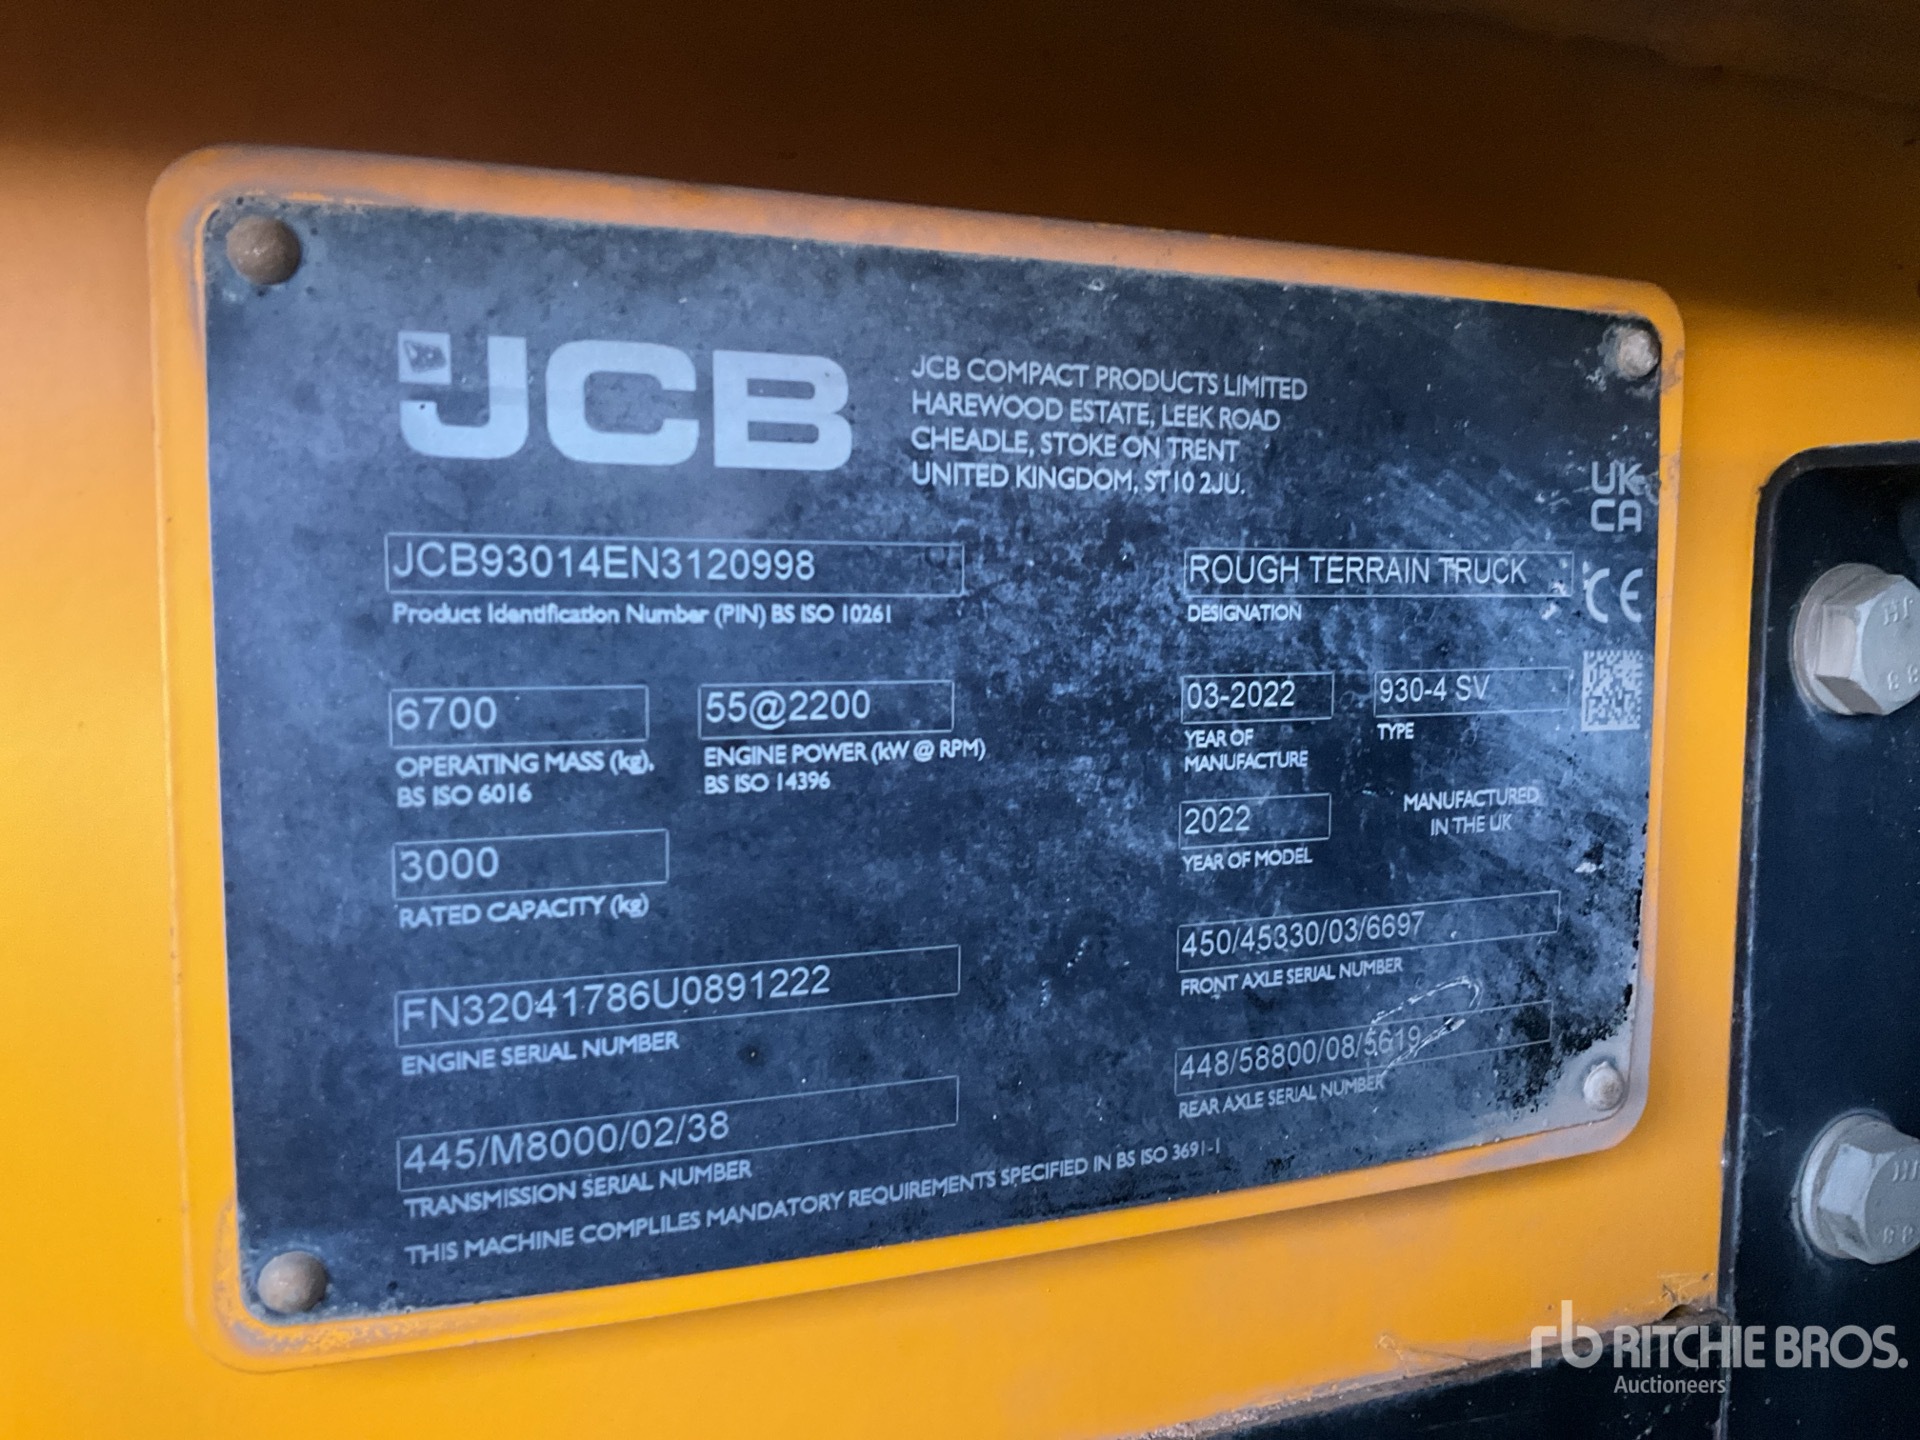 JCB
JCB COMPACT PRODUCTS LIMITED
HAREWOOD ESTATE, LEEK ROAD
CHEADLE, STOKE ON TRENT
UNITED KINGDOM, ST10 2JU.
UK
CA
JCB93014EN3120998
Product Identification Number (PIN) BS ISO 10261
ROUGH TERRAIN TRUCK
DESIGNATION
CE
6700
OPERATING MASS (kg),
BS ISO 6016
55@2200
ENGINE POWER (kW @ RPM)
BS ISO 14396
03-2022
YEAR OF
MANUFACTURE
930-4 SV
TYPE
3000
RATED CAPACITY (kg)
2022
YEAR OF MODEL
MANUFACTURED
IN THE UK
FN32041786U0891222
ENGINE SERIAL NUMBER
450/45330/03/6697
FRONT AXLE SERIAL NUMBER
445/M8000/02/38
TRANSMISSION SERIAL NUMBER
448/58800/08/5619
REAR AXLE SERIAL NUMBER
THIS MACHINE COMPLILES MANDATORY REQUIREMENTS SPECIFIED IN BS ISO 3691-1
rb RITCHIE BROS.
Auctioneers